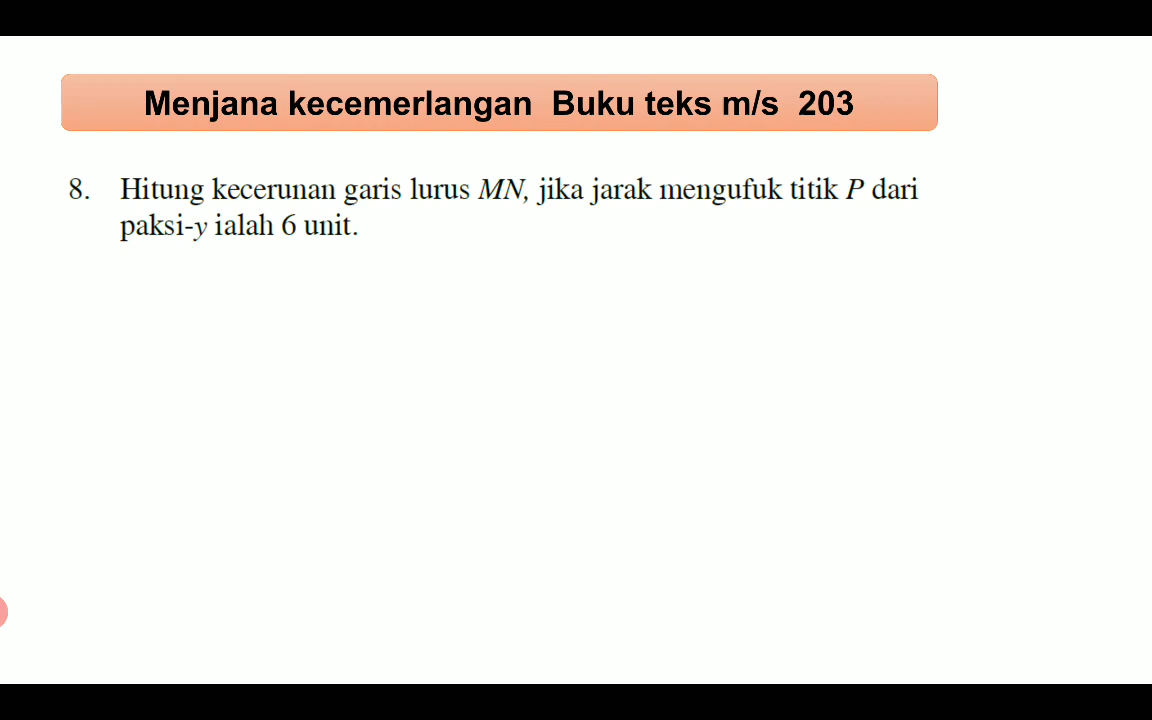 Menjana kecemerlangan Buku teks m/s 203
8. Hitung kecerunan garis lurus MN, jika jarak mengufuk titik P dari
paksi-y ialah 6 unit.